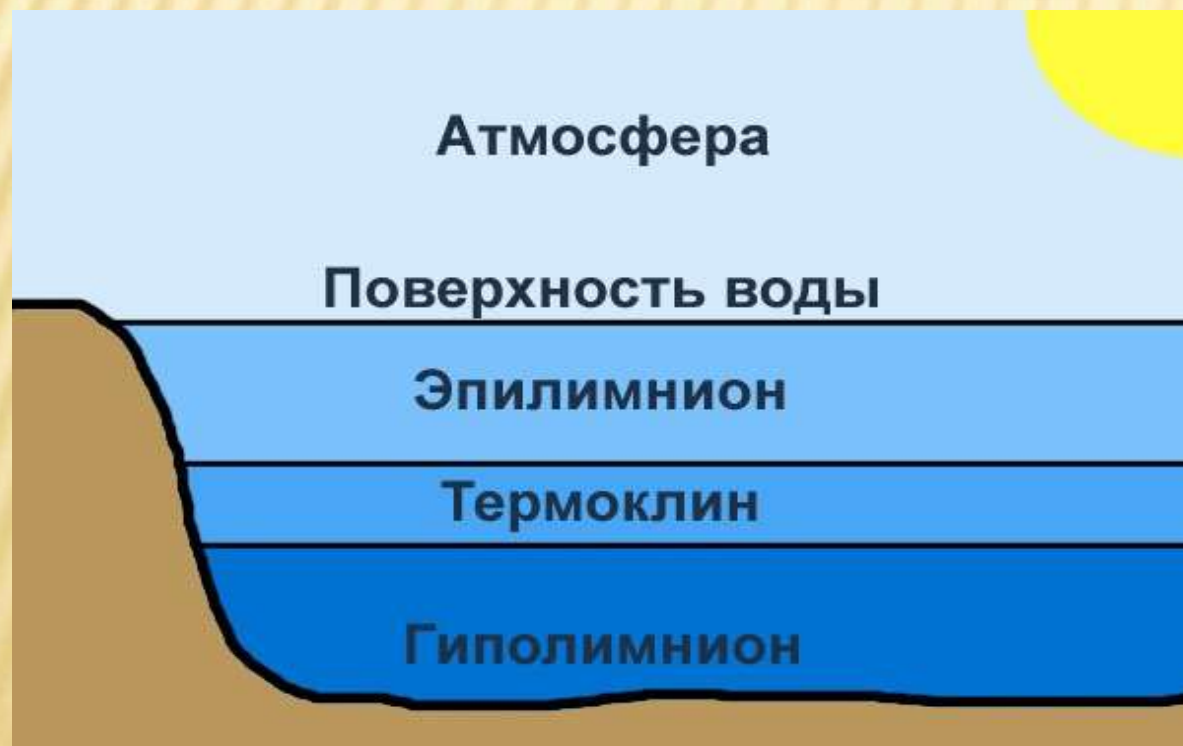 Атмосфера
Поверхность воды
Эпилимнион
Термоклин
Гиполимнион